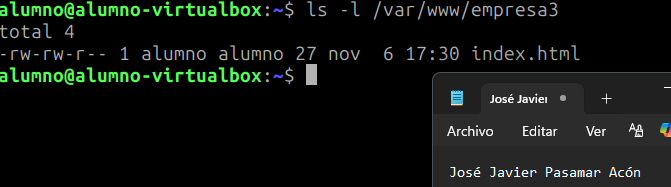 alumno@alumno-virtualbox:~$ ls -l /var/www/empresa3
total 4
-rw-rw-r-- 1 alumno alumno 27 nov  6 17:30 index.html
alumno@alumno-virtualbox:~$
José Javier
Archivo Editar Ver
José Javier Pasamar Acón